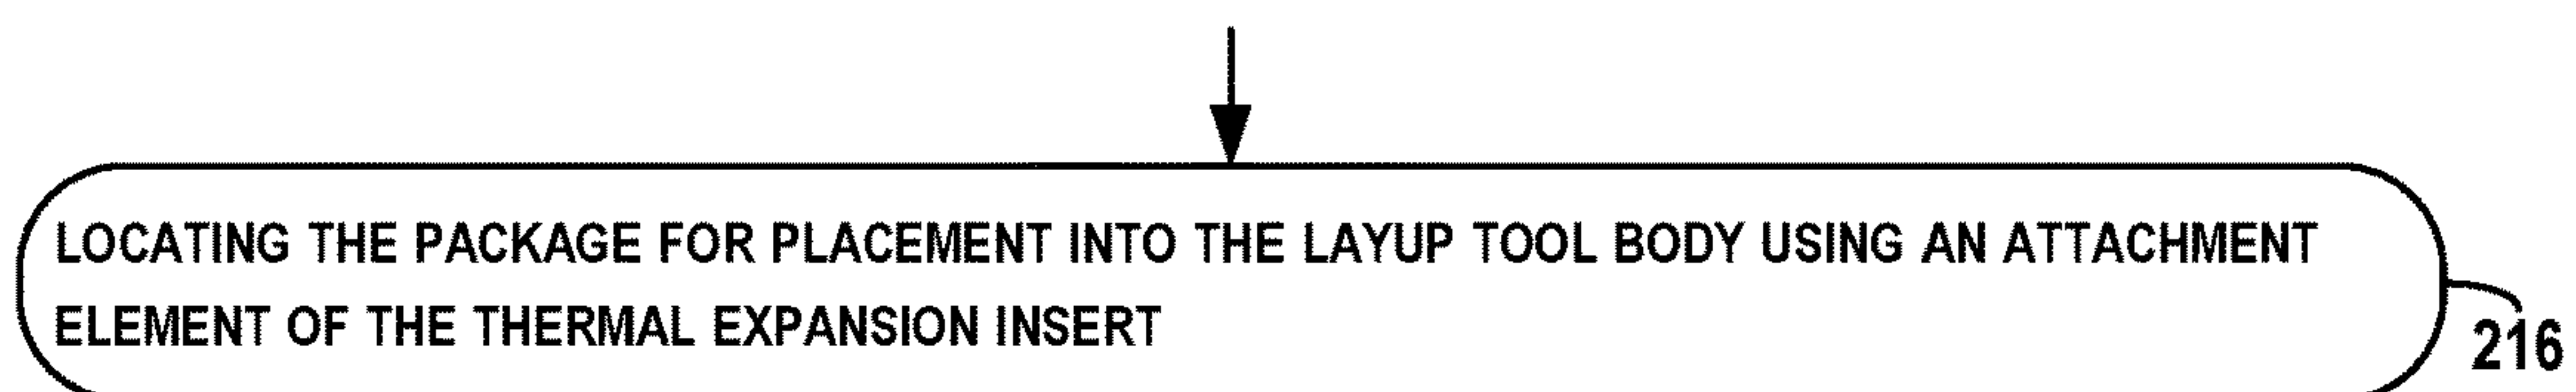 LOCATING THE PACKAGE FOR PLACEMENT INTO THE LAYUP TOOL BODY USING AN ATTACHMENT
ELEMENT OF THE THERMAL EXPANSION INSERT
216